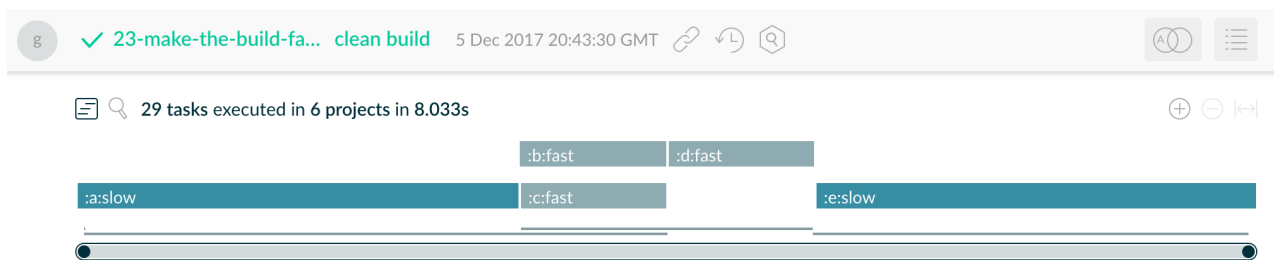 g 23-make-the-build-fa... clean build 5 Dec 2017 20:43:30 GMT A
29 tasks executed in 6 projects in 8.033s
:b:fast :d:fast
:a:slow :c:fast :e:slow